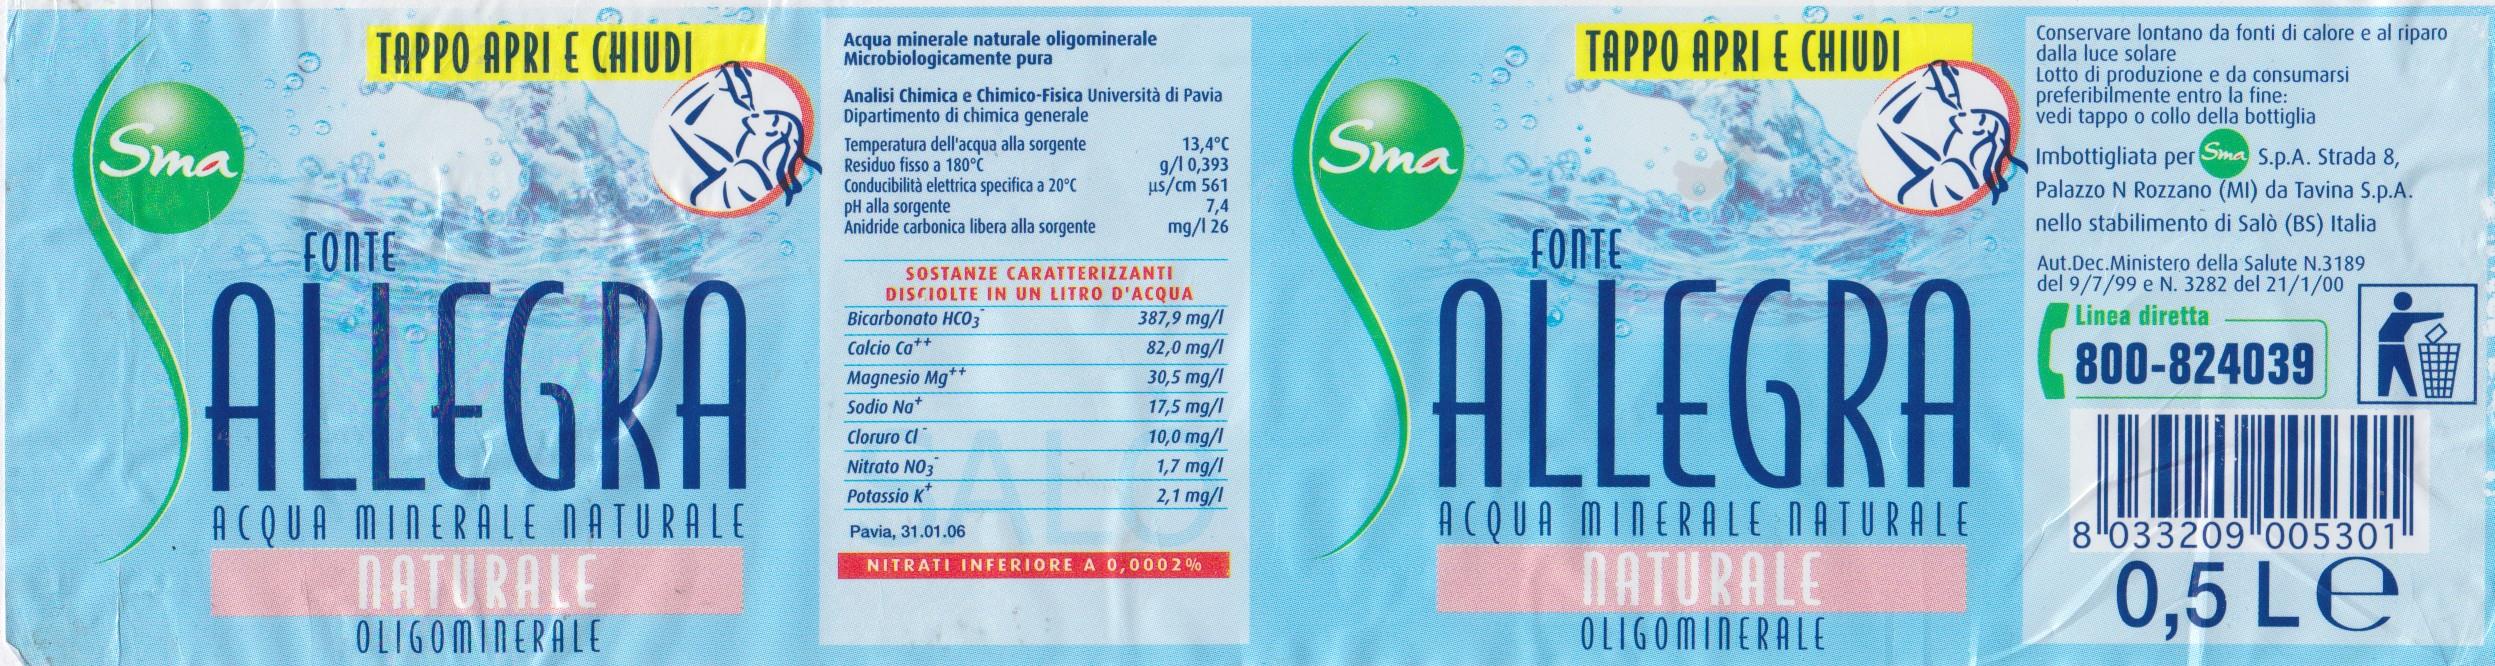 TAPPO APRI E CHIUDI
Sma
FONTE
ALLEGRA
ACQUA MINERALE NATURALE
NATURALE
OLIGOMINERALE
Acqua minerale naturale oligominerale
Microbiologicamente pura
Analisi Chimica e Chimico-Fisica Università di Pavia
Dipartimento di chimica generale
Temperatura dell'acqua alla sorgente 13,4°C
Residuo fisso a 180°C g/l 0,393
Conducibilità elettrica specifica a 20°C µs/cm 561
pH alla sorgente 7,4
Anidride carbonica libera alla sorgente mg/l 26
SOSTANZE CARATTERIZZANTI
DISCIOLTE IN UN LITRO D'ACQUA
Bicarbonato HCO3⁻ 387,9 mg/l
Calcio Ca++ 82,0 mg/l
Magnesio Mg++ 30,5 mg/l
Sodio Na+ 17,5 mg/l
Cloruro Cl⁻ 10,0 mg/l
Nitrato NO3⁻ 1,7 mg/l
Potassio K+ 2,1 mg/l
Pavia, 31.01.06
NITRATI INFERIORE A 0,0002%
TAPPO APRI E CHIUDI
Sma
FONTE
ALLEGRA
ACQUA MINERALE NATURALE
NATURALE
OLIGOMINERALE
Conservare lontano da fonti di calore e al riparo
dalla luce solare
Lotto di produzione e da consumarsi
preferibilmente entro la fine:
vedi tappo o collo della bottiglia
Imbottigliata per Sma S.p.A. Strada 8,
Palazzo N Rozzano (MI) da Tavina S.p.A.
nello stabilimento di Salò (BS) Italia
Aut.Dec.Ministero della Salute N.3189
del 9/7/99 e N. 3282 del 21/1/00
Linea diretta
800-824039
8 033209 005301
0,5 L e